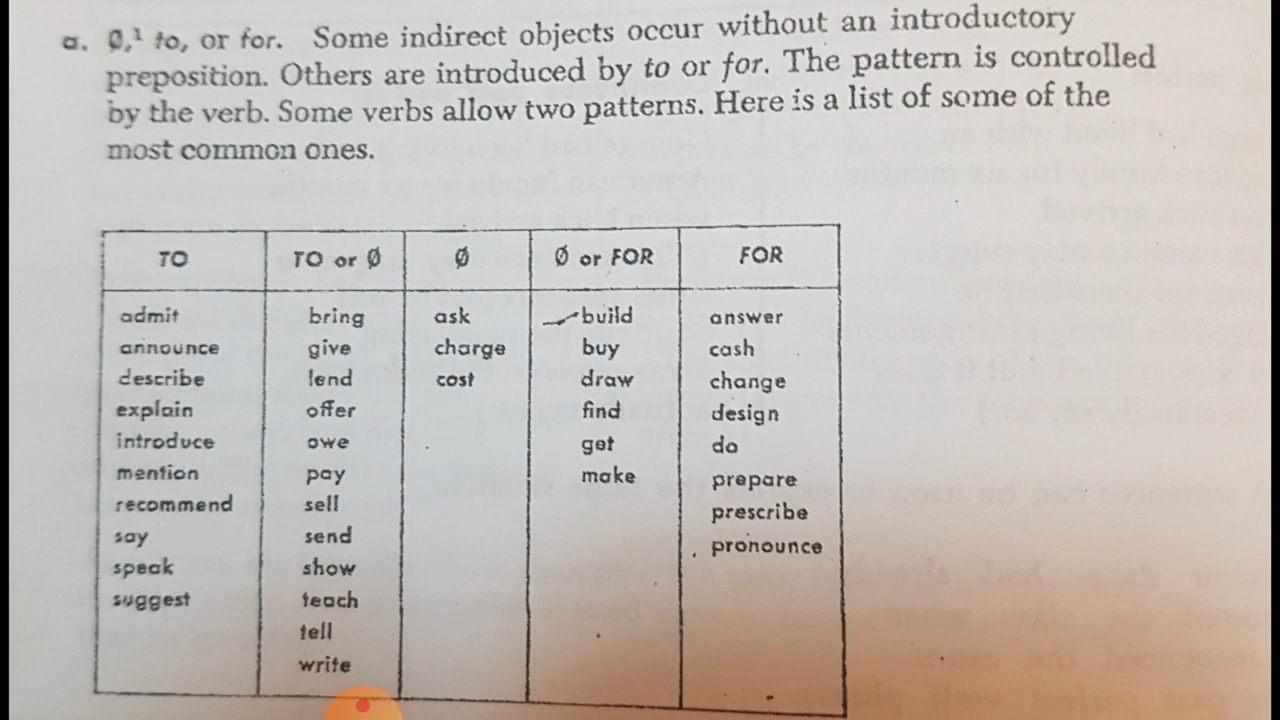 a. Ø,¹ to, or for. Some indirect objects occur without an introductory
preposition. Others are introduced by to or for. The pattern is controlled
by the verb. Some verbs allow two patterns. Here is a list of some of the
most common ones.
TO TO or Ø Ø Ø or FOR FOR
admit bring ask build answer
announce give charge buy cash
describe lend cost draw change
explain offer find design
introduce owe get do
mention pay make prepare
recommend sell prescribe
say send pronounce
speak show
suggest teach
tell
write